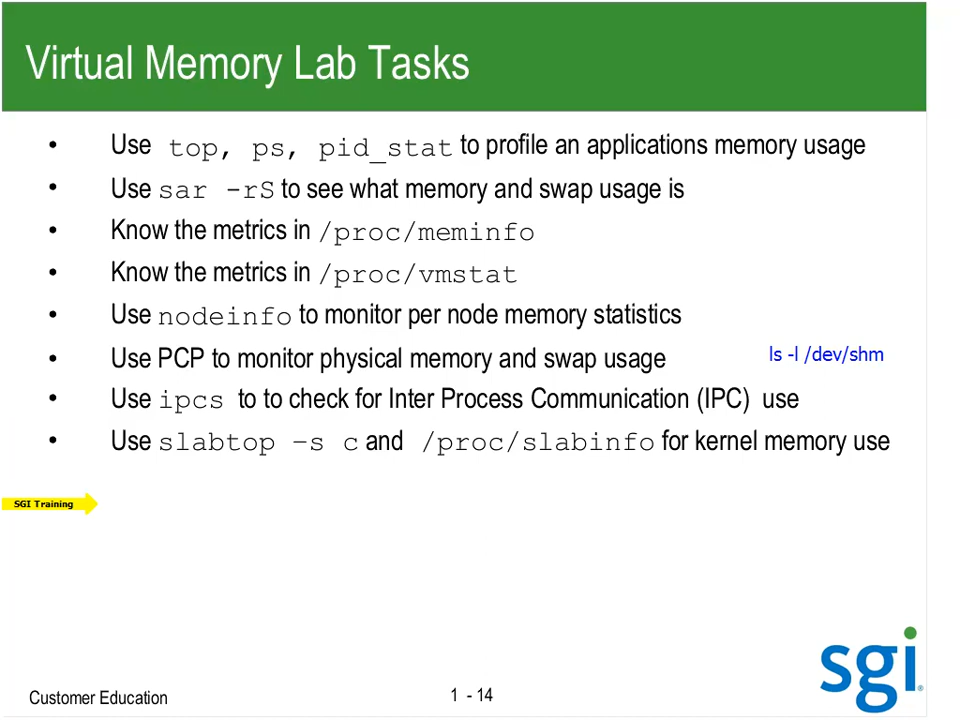 Virtual Memory Lab Tasks
• Use top, ps, pid_stat to profile an applications memory usage
• Use sar -rS to see what memory and swap usage is
• Know the metrics in /proc/meminfo
• Know the metrics in /proc/vmstat
• Use nodeinfo to monitor per node memory statistics
• Use PCP to monitor physical memory and swap usage
ls -l /dev/shm
• Use ipcs to to check for Inter Process Communication (IPC) use
• Use slabtop –s c and /proc/slabinfo for kernel memory use
SGI Training
sgi®
Customer Education
1 - 14